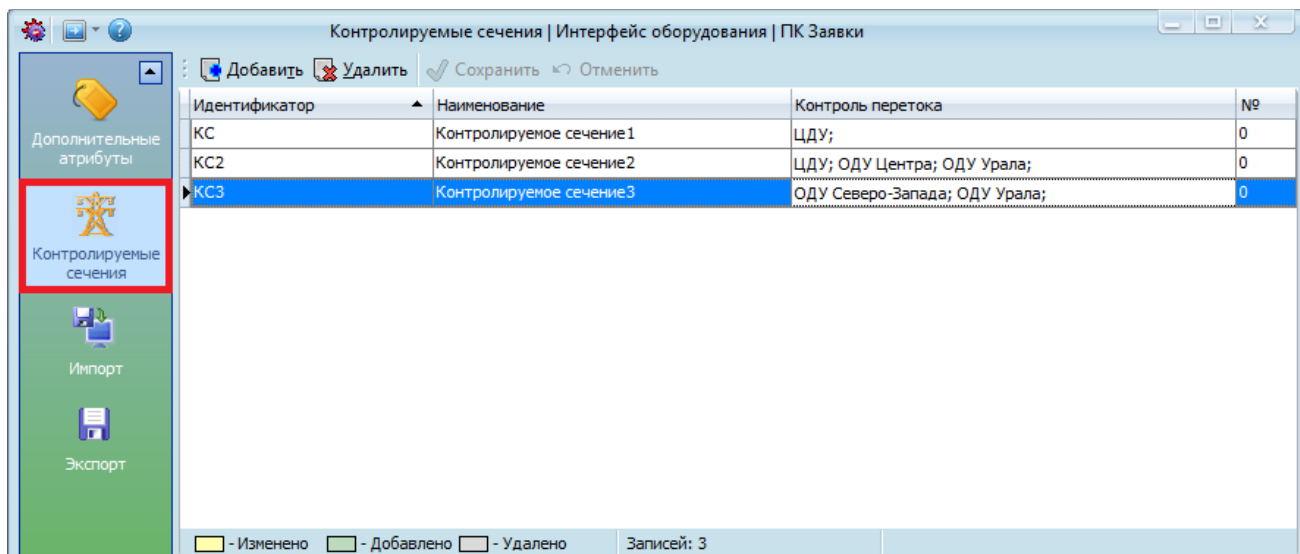 Контролируемые сечения | Интерфейс оборудования | ПК Заявки
Добавить Удалить Сохранить Отменить
Дополнительные
атрибуты
Контролируемые
сечения
Импорт
Экспорт
Идентификатор Наименование Контроль перетока №
КС Контролируемое сечение1 ЦДУ; 0
КС2 Контролируемое сечение2 ЦДУ; ОДУ Центра; ОДУ Урала; 0
КС3 Контролируемое сечение3 ОДУ Северо-Запада; ОДУ Урала; 0
- Изменено - Добавлено - Удалено Записей: 3